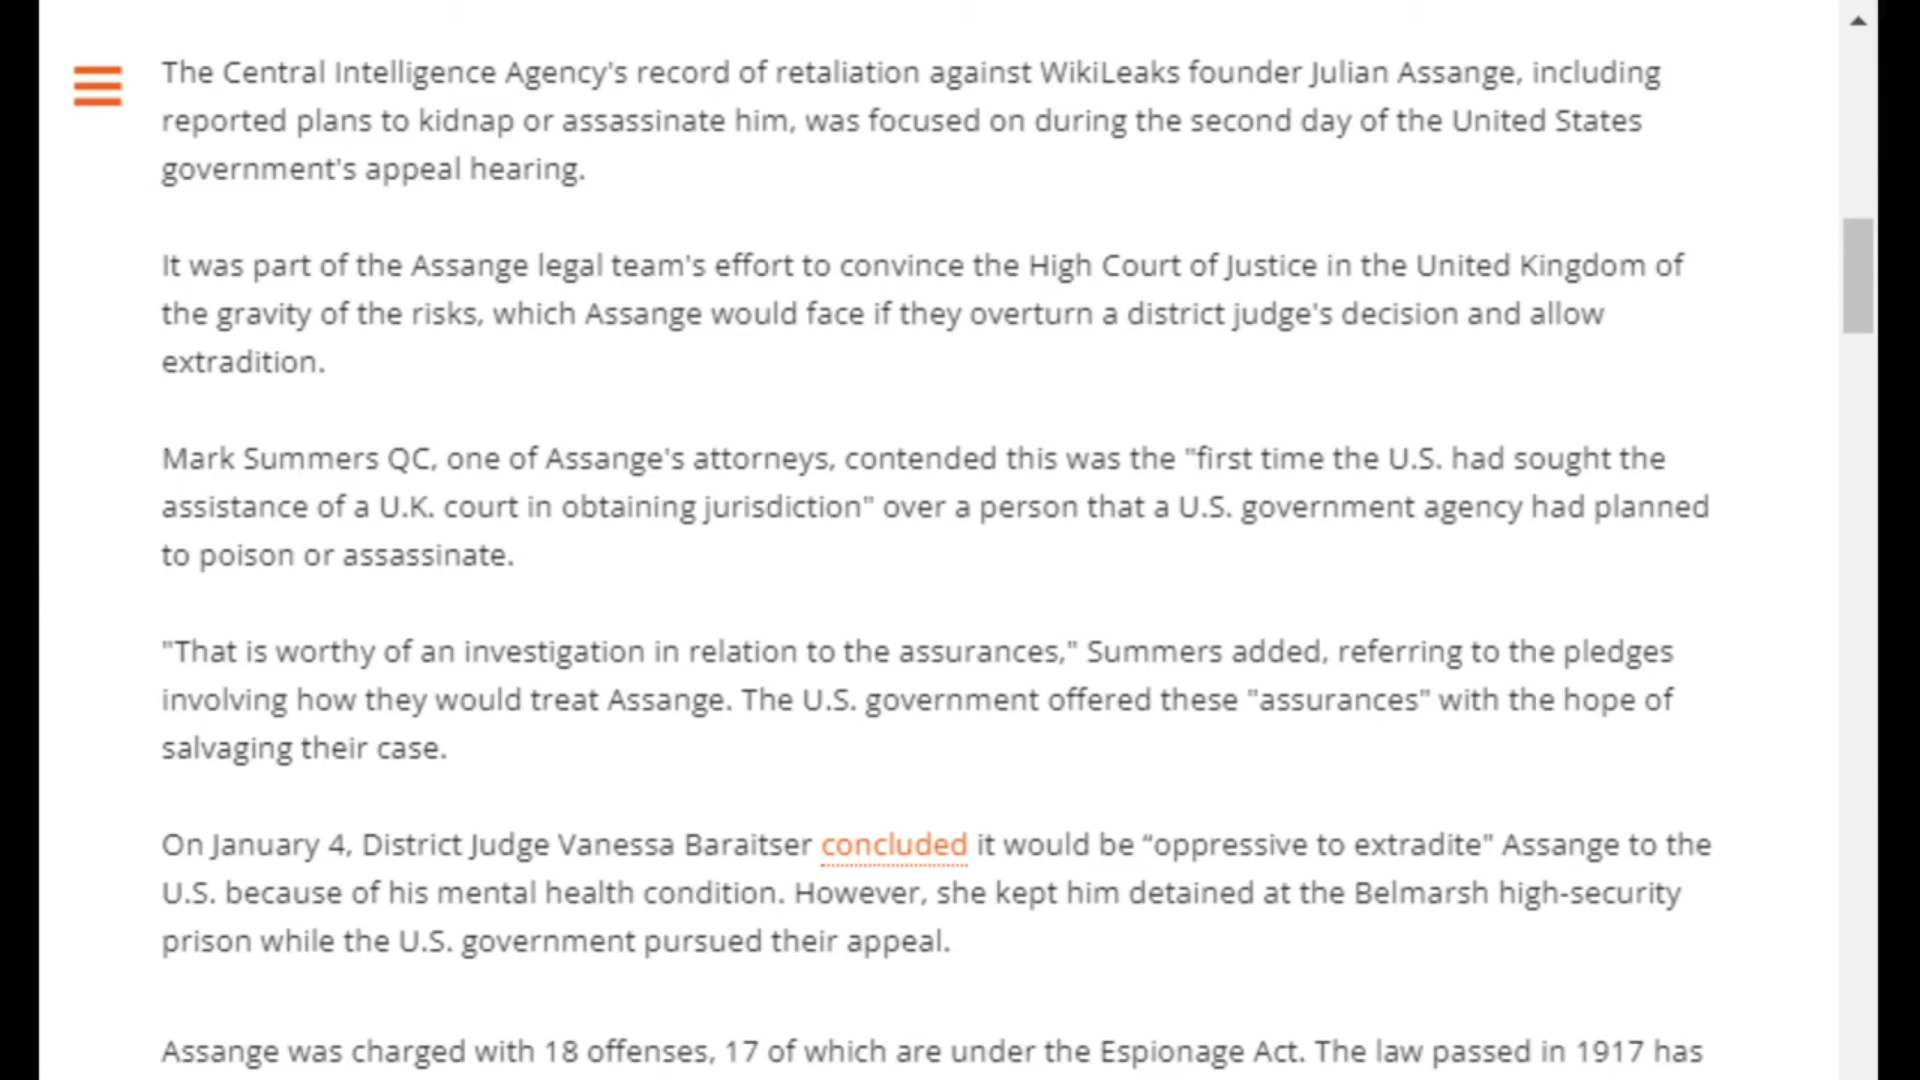 The Central Intelligence Agency's record of retaliation against WikiLeaks founder Julian Assange, including
reported plans to kidnap or assassinate him, was focused on during the second day of the United States
government's appeal hearing.
It was part of the Assange legal team's effort to convince the High Court of Justice in the United Kingdom of
the gravity of the risks, which Assange would face if they overturn a district judge's decision and allow
extradition.
Mark Summers QC, one of Assange's attorneys, contended this was the "first time the U.S. had sought the
assistance of a U.K. court in obtaining jurisdiction" over a person that a U.S. government agency had planned
to poison or assassinate.
"That is worthy of an investigation in relation to the assurances," Summers added, referring to the pledges
involving how they would treat Assange. The U.S. government offered these "assurances" with the hope of
salvaging their case.
On January 4, District Judge Vanessa Baraitser concluded it would be “oppressive to extradite" Assange to the
U.S. because of his mental health condition. However, she kept him detained at the Belmarsh high-security
prison while the U.S. government pursued their appeal.
Assange was charged with 18 offenses, 17 of which are under the Espionage Act. The law passed in 1917 has